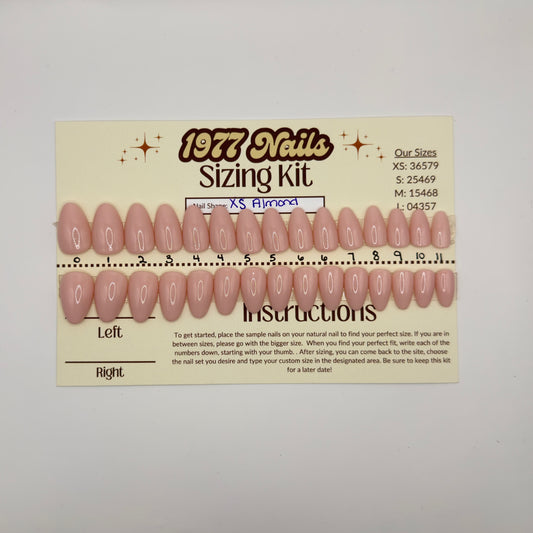 1977 Nails
Sizing Kit
Nail Shape: XS Almond
Our Sizes
XS: 36579
S: 25469
M: 15468
L: 04357
0 1 2 3 4 4 5 5 6 6 7 8 9 10 11
Instructions
Left
Right
To get started, place the sample nails on your natural nail to find your perfect size. If you are in
between sizes, please go with the bigger size. When you find your perfect fit, write each of the
numbers down, starting with your thumb. . After sizing, you can come back to the site, choose
the nail set you desire and type your custom size in the designated area. Be sure to keep this kit
for a later date!